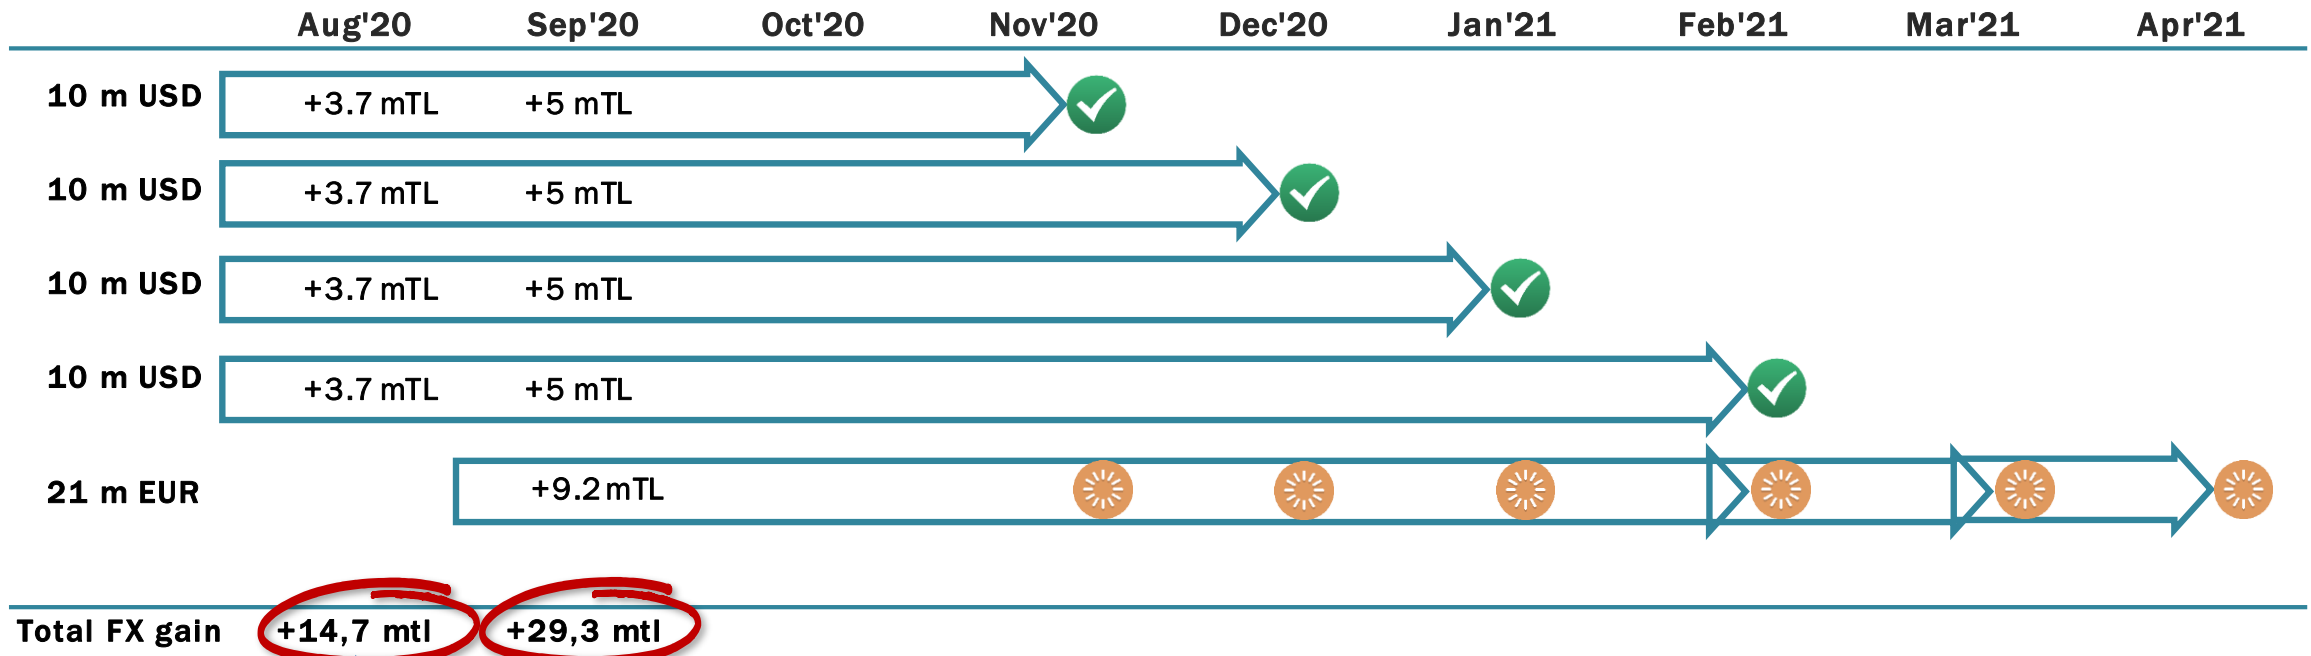 Aug'20 Sep'20 Oct'20 Nov'20 Dec'20 Jan'21 Feb'21 Mar'21 Apr'21
10 m USD +3.7 mTL +5 mTL
10 m USD +3.7 mTL +5 mTL
10 m USD +3.7 mTL +5 mTL
10 m USD +3.7 mTL +5 mTL
21 m EUR +9.2 mTL
Total FX gain +14,7 mtl +29,3 mtl